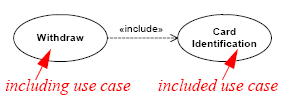 Withdraw
«include»
Card
Identification
including use case
included use case